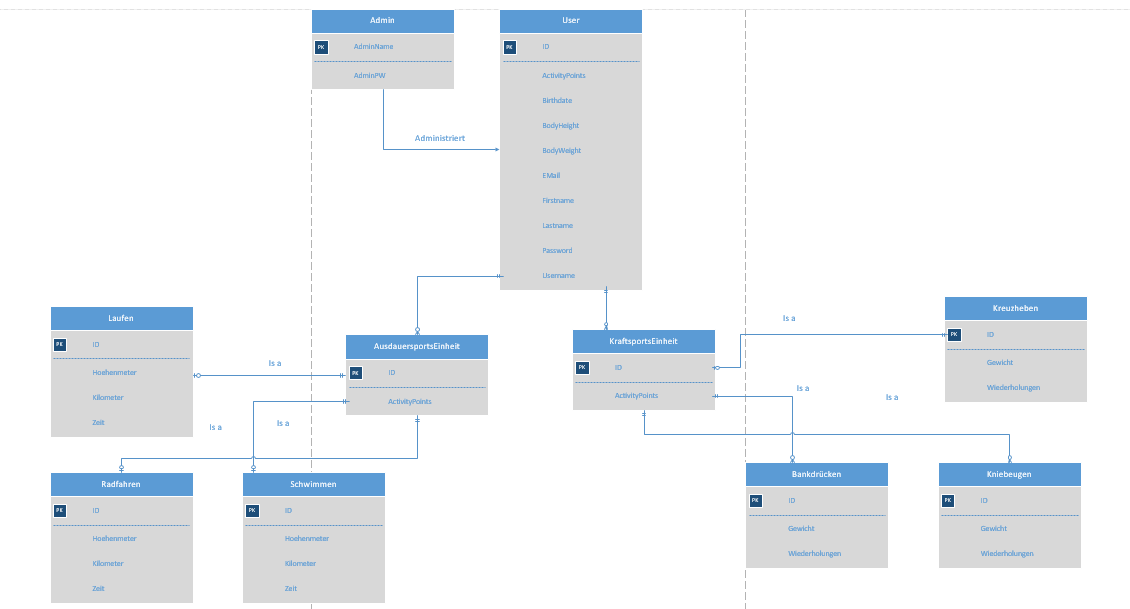 Admin
PK AdminName
AdminPW
User
PK ID
ActivityPoints
Birthdate
BodyHeight
BodyWeight
EMail
Firstname
Lastname
Password
Username
Administriert
Laufen
PK ID
Hoehenmeter
Kilometer
Zeit
Is a
AusdauersportsEinheit
PK ID
ActivityPoints
KraftsportsEinheit
PK ID
ActivityPoints
Is a
Kreuzheben
PK ID
Gewicht
Wiederholungen
Is a
Is a
Is a
Is a
Radfahren
PK ID
Hoehenmeter
Kilometer
Zeit
Schwimmen
PK ID
Hoehenmeter
Kilometer
Zeit
Bankdrücken
PK ID
Gewicht
Wiederholungen
Kniebeugen
PK ID
Gewicht
Wiederholungen